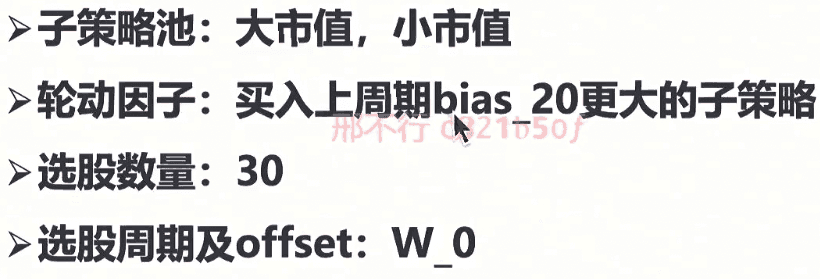 ➢子策略池：大市值，小市值
➢轮动因子：买入上周期bias_20更大的子策略
邢不行
➢选股数量：30
➢选股周期及offset：W_0